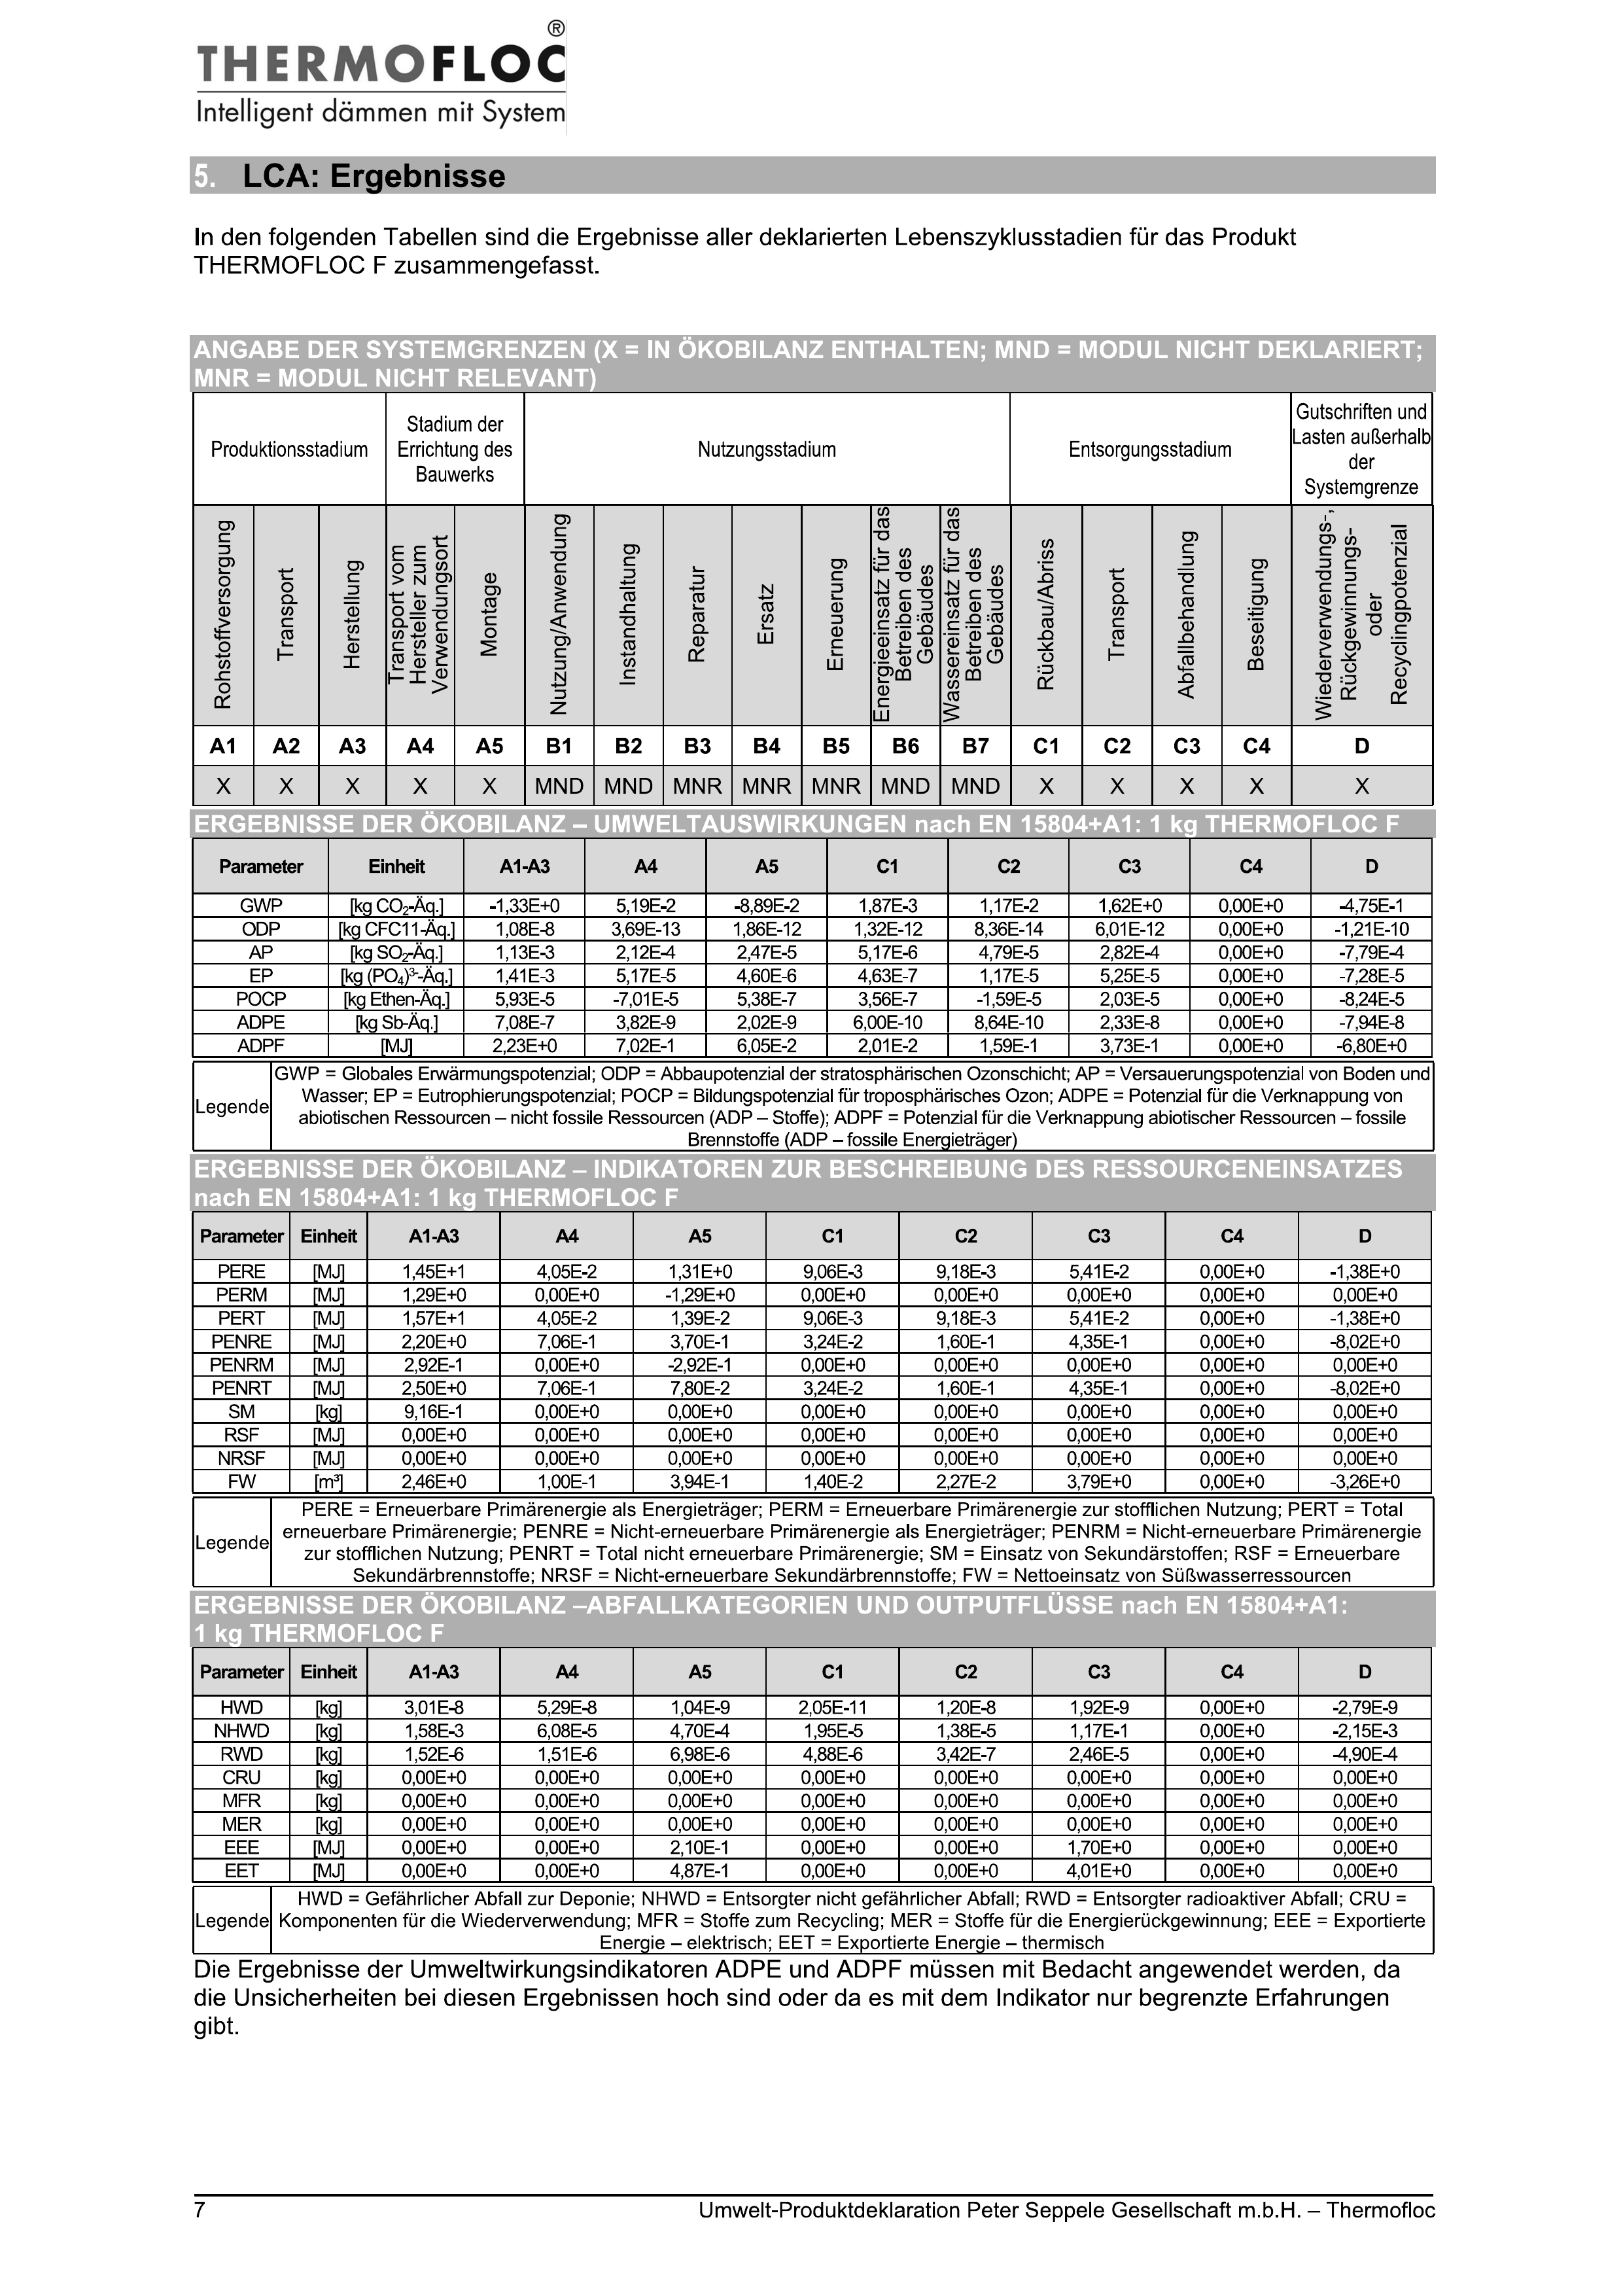 THERMOFLOC®
Intelligent dämmen mit System
5. LCA: Ergebnisse
In den folgenden Tabellen sind die Ergebnisse aller deklarierten Lebenszyklusstadien für das Produkt
THERMOFLOC F zusammengefasst.
ANGABE DER SYSTEMGRENZEN (X = IN ÖKOBILANZ ENTHALTEN; MND = MODUL NICHT DEKLARIERT;
MNR = MODUL NICHT RELEVANT)
Produktionsstadium
Stadium der
Errichtung des
Bauwerks
Nutzungsstadium
Entsorgungsstadium
Gutschriften und
Lasten außerhalb
der
Systemgrenze
Rohstoffversorgung
Transport
Herstellung
Transport vom
Hersteller zum
Verwendungsort
Montage
Nutzung/Anwendung
Instandhaltung
Reparatur
Ersatz
Erneuerung
Energieeinsatz für das
Betreiben des
Gebäudes
Wassereinsatz für das
Betreiben des
Gebäudes
Rückbau/Abriss
Transport
Abfallbehandlung
Beseitigung
Wiederverwendungs-,
Rückgewinnungs-
oder
Recyclingpotenzial
A1 A2 A3 A4 A5 B1 B2 B3 B4 B5 B6 B7 C1 C2 C3 C4 D
X X X X X MND MND MNR MNR MNR MND MND X X X X X
ERGEBNISSE DER ÖKOBILANZ – UMWELTAUSWIRKUNGEN nach EN 15804+A1: 1 kg THERMOFLOC F
Parameter Einheit A1-A3 A4 A5 C1 C2 C3 C4 D
GWP [kg CO₂-Äq.] -1,33E+0 5,19E-2 -8,89E-2 1,87E-3 1,17E-2 1,62E+0 0,00E+0 -4,75E-1
ODP [kg CFC11-Äq.] 1,08E-8 3,69E-13 1,86E-12 1,32E-12 8,36E-14 6,01E-12 0,00E+0 -1,21E-10
AP [kg SO₂-Äq.] 1,13E-3 2,12E-4 2,47E-5 5,17E-6 4,79E-5 2,82E-4 0,00E+0 -7,79E-4
EP [kg (PO₄)³-Äq.] 1,41E-3 5,17E-5 4,60E-6 4,63E-7 1,17E-5 5,25E-5 0,00E+0 -7,28E-5
POCP [kg Ethen-Äq.] 5,93E-5 -7,01E-5 5,38E-7 3,56E-7 -1,59E-5 2,03E-5 0,00E+0 -8,24E-5
ADPE [kg Sb-Äq.] 7,08E-7 3,82E-9 2,02E-9 6,00E-10 8,64E-10 2,33E-8 0,00E+0 -7,94E-8
ADPF [MJ] 2,23E+0 7,02E-1 6,05E-2 2,01E-2 1,59E-1 3,73E-1 0,00E+0 -6,80E+0
Legende
GWP = Globales Erwärmungspotenzial; ODP = Abbaupotenzial der stratosphärischen Ozonschicht; AP = Versauerungspotenzial von Boden und
Wasser; EP = Eutrophierungspotenzial; POCP = Bildungspotenzial für troposphärisches Ozon; ADPE = Potenzial für die Verknappung von
abiotischen Ressourcen – nicht fossile Ressourcen (ADP – Stoffe); ADPF = Potenzial für die Verknappung abiotischer Ressourcen – fossile
Brennstoffe (ADP – fossile Energieträger)
ERGEBNISSE DER ÖKOBILANZ – INDIKATOREN ZUR BESCHREIBUNG DES RESSOURCENEINSATZES
nach EN 15804+A1: 1 kg THERMOFLOC F
Parameter Einheit A1-A3 A4 A5 C1 C2 C3 C4 D
PERE [MJ] 1,45E+1 4,05E-2 1,31E+0 9,06E-3 9,18E-3 5,41E-2 0,00E+0 -1,38E+0
PERM [MJ] 1,29E+0 0,00E+0 -1,29E+0 0,00E+0 0,00E+0 0,00E+0 0,00E+0 0,00E+0
PERT [MJ] 1,57E+1 4,05E-2 1,39E-2 9,06E-3 9,18E-3 5,41E-2 0,00E+0 -1,38E+0
PENRE [MJ] 2,20E+0 7,06E-1 3,70E-1 3,24E-2 1,60E-1 4,35E-1 0,00E+0 -8,02E+0
PENRM [MJ] 2,92E-1 0,00E+0 -2,92E-1 0,00E+0 0,00E+0 0,00E+0 0,00E+0 0,00E+0
PENRT [MJ] 2,50E+0 7,06E-1 7,80E-2 3,24E-2 1,60E-1 4,35E-1 0,00E+0 -8,02E+0
SM [kg] 9,16E-1 0,00E+0 0,00E+0 0,00E+0 0,00E+0 0,00E+0 0,00E+0 0,00E+0
RSF [MJ] 0,00E+0 0,00E+0 0,00E+0 0,00E+0 0,00E+0 0,00E+0 0,00E+0 0,00E+0
NRSF [MJ] 0,00E+0 0,00E+0 0,00E+0 0,00E+0 0,00E+0 0,00E+0 0,00E+0 0,00E+0
FW [m³] 2,46E+0 1,00E-1 3,94E-1 1,40E-2 2,27E-2 3,79E+0 0,00E+0 -3,26E+0
Legende
PERE = Erneuerbare Primärenergie als Energieträger; PERM = Erneuerbare Primärenergie zur stofflichen Nutzung; PERT = Total
erneuerbare Primärenergie; PENRE = Nicht-erneuerbare Primärenergie als Energieträger; PENRM = Nicht-erneuerbare Primärenergie
zur stofflichen Nutzung; PENRT = Total nicht erneuerbare Primärenergie; SM = Einsatz von Sekundärstoffen; RSF = Erneuerbare
Sekundärbrennstoffe; NRSF = Nicht-erneuerbare Sekundärbrennstoffe; FW = Nettoeinsatz von Süßwasserressourcen
ERGEBNISSE DER ÖKOBILANZ –ABFALLKATEGORIEN UND OUTPUTFLÜSSE nach EN 15804+A1:
1 kg THERMOFLOC F
Parameter Einheit A1-A3 A4 A5 C1 C2 C3 C4 D
HWD [kg] 3,01E-8 5,29E-8 1,04E-9 2,05E-11 1,20E-8 1,92E-9 0,00E+0 -2,79E-9
NHWD [kg] 1,58E-3 6,08E-5 4,70E-4 1,95E-5 1,38E-5 1,17E-1 0,00E+0 -2,15E-3
RWD [kg] 1,52E-6 1,51E-6 6,98E-6 4,88E-6 3,42E-7 2,46E-5 0,00E+0 -4,90E-4
CRU [kg] 0,00E+0 0,00E+0 0,00E+0 0,00E+0 0,00E+0 0,00E+0 0,00E+0 0,00E+0
MFR [kg] 0,00E+0 0,00E+0 0,00E+0 0,00E+0 0,00E+0 0,00E+0 0,00E+0 0,00E+0
MER [kg] 0,00E+0 0,00E+0 0,00E+0 0,00E+0 0,00E+0 0,00E+0 0,00E+0 0,00E+0
EEE [MJ] 0,00E+0 0,00E+0 2,10E-1 0,00E+0 0,00E+0 1,70E+0 0,00E+0 0,00E+0
EET [MJ] 0,00E+0 0,00E+0 4,87E-1 0,00E+0 0,00E+0 4,01E+0 0,00E+0 0,00E+0
Legende
HWD = Gefährlicher Abfall zur Deponie; NHWD = Entsorgter nicht gefährlicher Abfall; RWD = Entsorgter radioaktiver Abfall; CRU =
Komponenten für die Wiederverwendung; MFR = Stoffe zum Recycling; MER = Stoffe für die Energierückgewinnung; EEE = Exportierte
Energie – elektrisch; EET = Exportierte Energie – thermisch
Die Ergebnisse der Umweltwirkungsindikatoren ADPE und ADPF müssen mit Bedacht angewendet werden, da
die Unsicherheiten bei diesen Ergebnissen hoch sind oder da es mit dem Indikator nur begrenzte Erfahrungen
gibt.
7 Umwelt-Produktdeklaration Peter Seppele Gesellschaft m.b.H. – Thermofloc